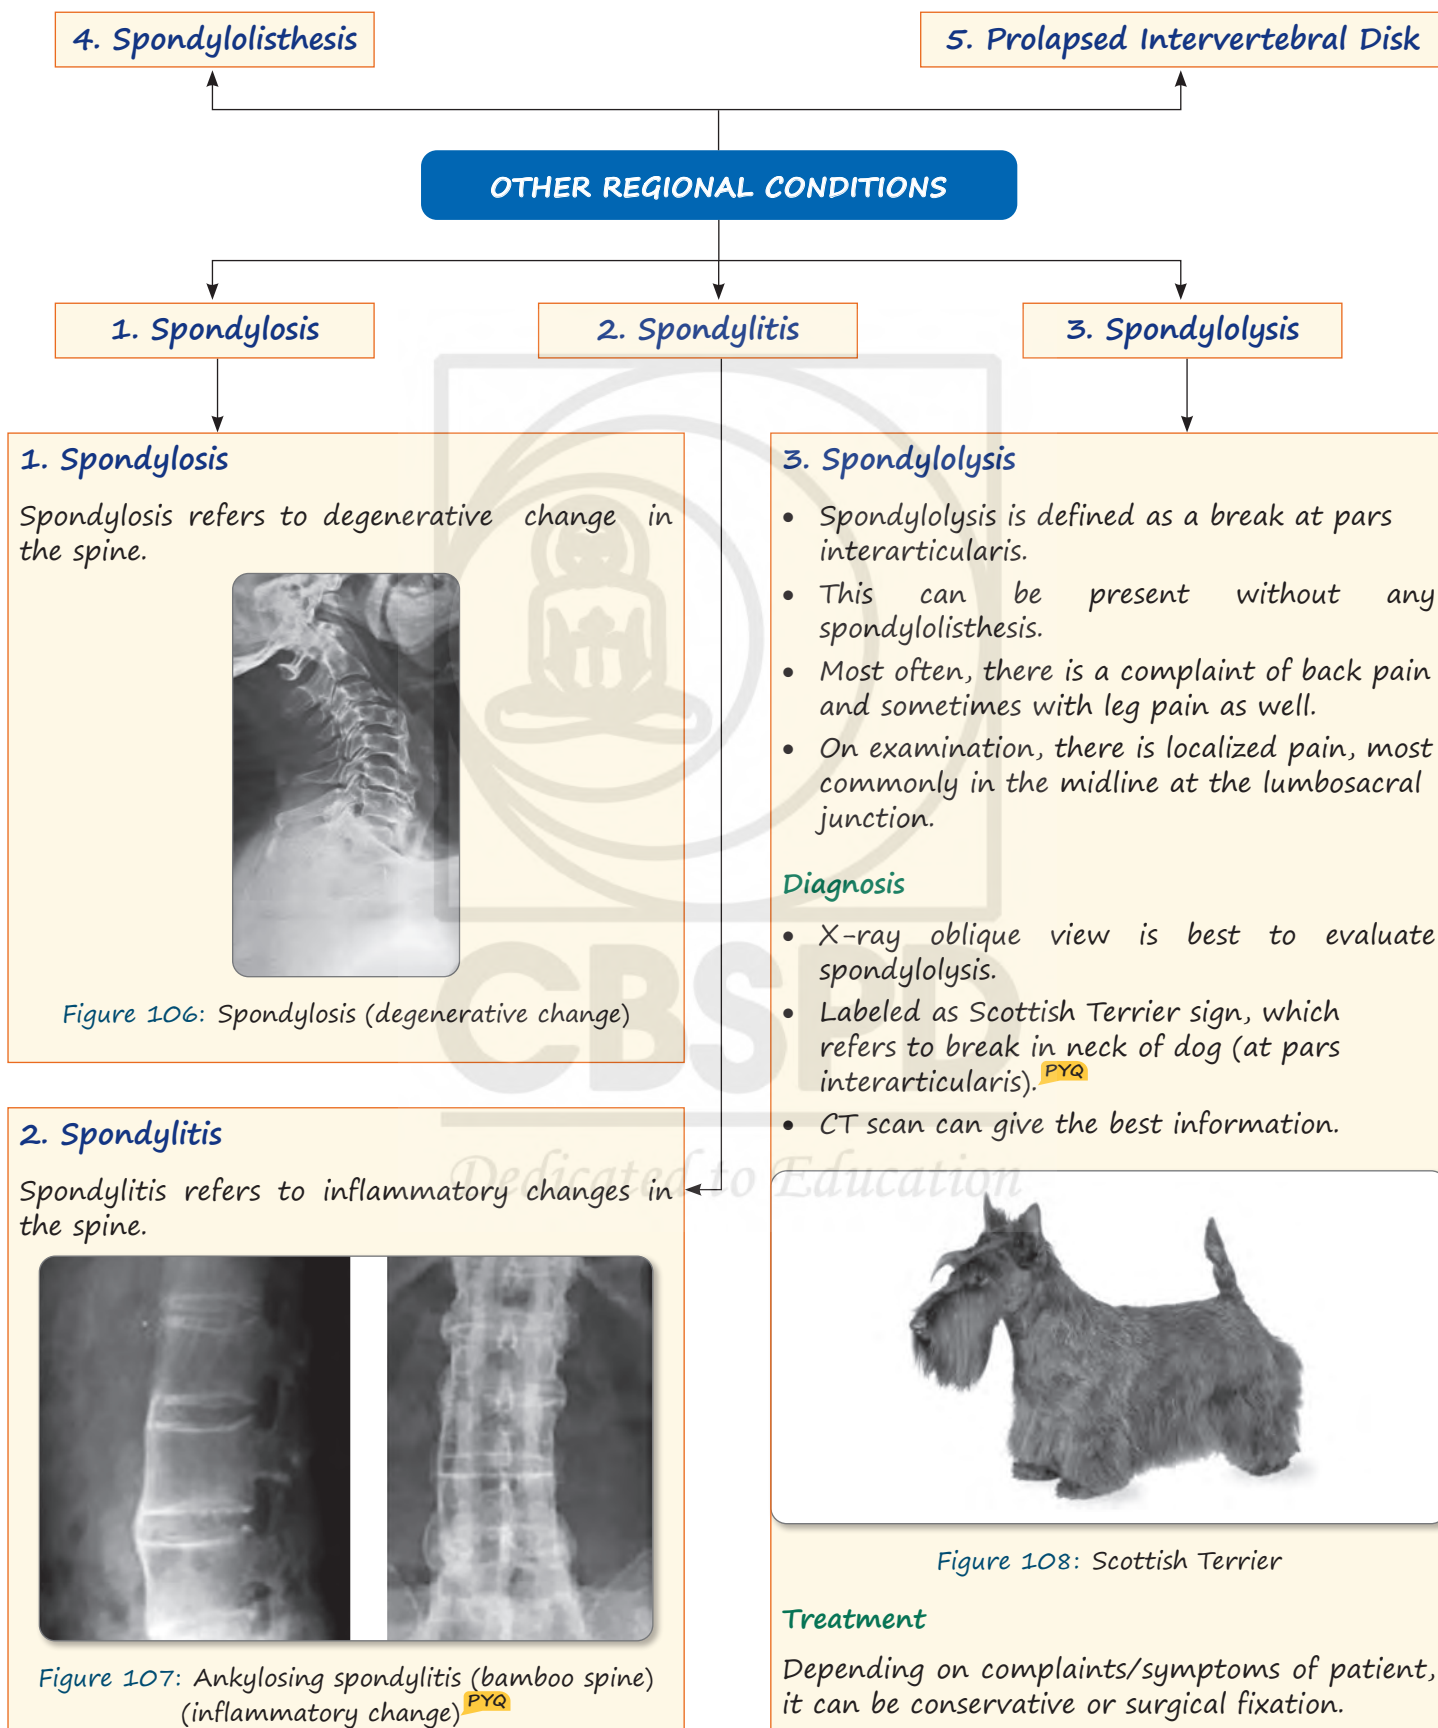 4. Spondylolisthesis
5. Prolapsed Intervertebral Disk
OTHER REGIONAL CONDITIONS
1. Spondylosis
2. Spondylitis
3. Spondylolysis
1. Spondylosis
Spondylosis refers to degenerative change in
the spine.
Figure 106: Spondylosis (degenerative change)
2. Spondylitis
Spondylitis refers to inflammatory changes in
the spine.
Figure 107: Ankylosing spondylitis (bamboo spine)
(inflammatory change) PYQ
3. Spondylolysis
• Spondylolysis is defined as a break at pars
interarticularis.
• This can be present without any
spondylolisthesis.
• Most often, there is a complaint of back pain
and sometimes with leg pain as well.
• On examination, there is localized pain, most
commonly in the midline at the lumbosacral
junction.
Diagnosis
• X-ray oblique view is best to evaluate
spondylolysis.
• Labeled as Scottish Terrier sign, which
refers to break in neck of dog (at pars
interarticularis). PYQ
• CT scan can give the best information.
Figure 108: Scottish Terrier
Treatment
Depending on complaints/symptoms of patient,
it can be conservative or surgical fixation.
CBSPD
Dedicated to Education